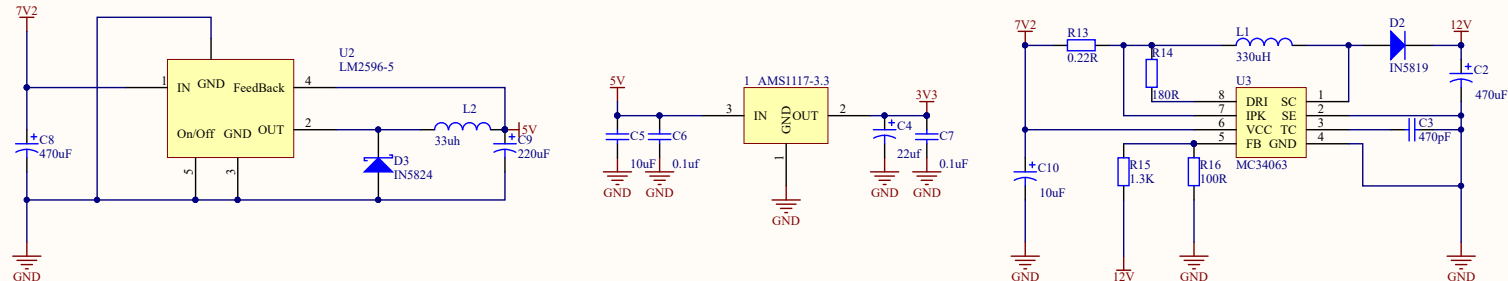 7V2
U2
LM2596-5
1
IN
GND
FeedBack
4
On/Off
GND
OUT
2
5
3
C8
470uF
D3
IN5824
L2
33uh
5V
C9
220uF
GND
5V
C5
10uF
C6
0.1uf
GND
GND
1
AMS1117-3.3
3
IN
GND
OUT
2
1
GND
3V3
C4
22uf
C7
0.1uF
GND
GND
7V2
R13
0.22R
R14
180R
L1
330uH
D2
IN5819
12V
C2
470uF
U3
8
DRI
SC
1
7
IPK
SE
2
6
VCC
TC
3
5
FB
GND
4
MC34063
C3
470pF
C10
10uF
R15
1.3K
R16
100R
GND
12V
GND
GND